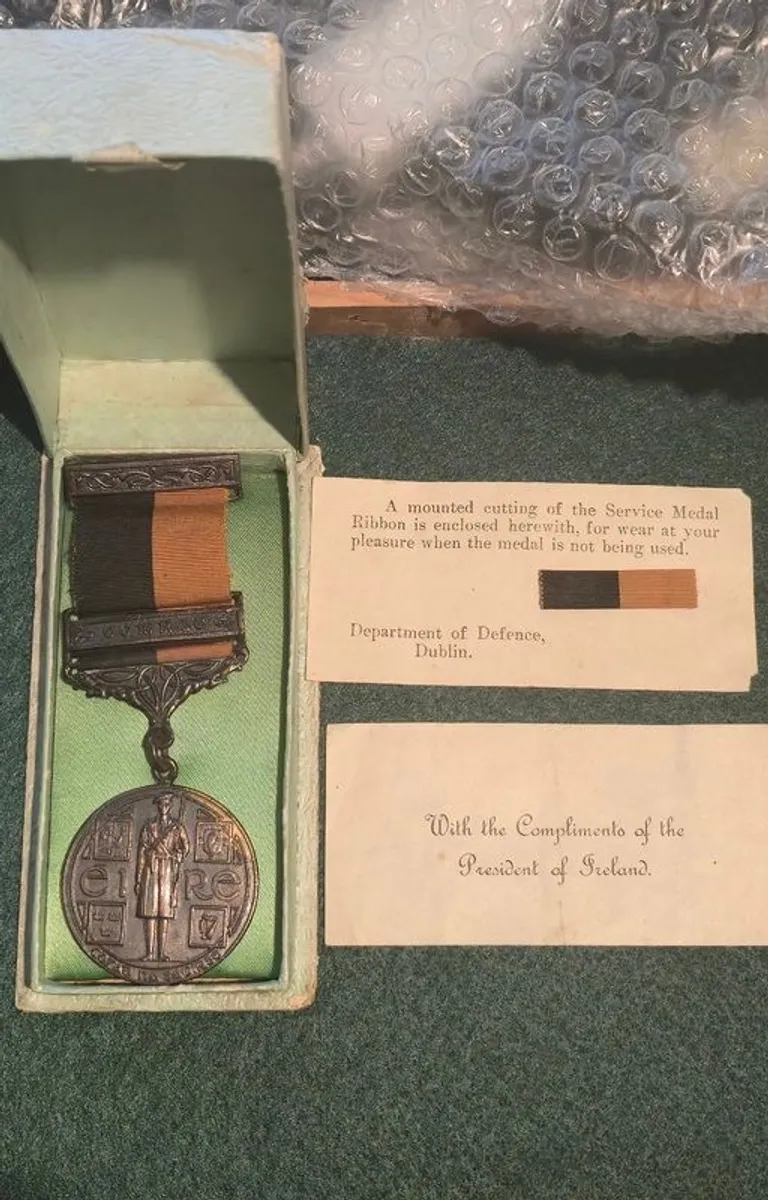 A mounted cutting of the Service Medal
Ribbon is enclosed herewith, for wear at your
pleasure when the medal is not being used.
Department of Defence,
Dublin.
With the Compliments of the
President of Ireland.
COMRAC
éi Re